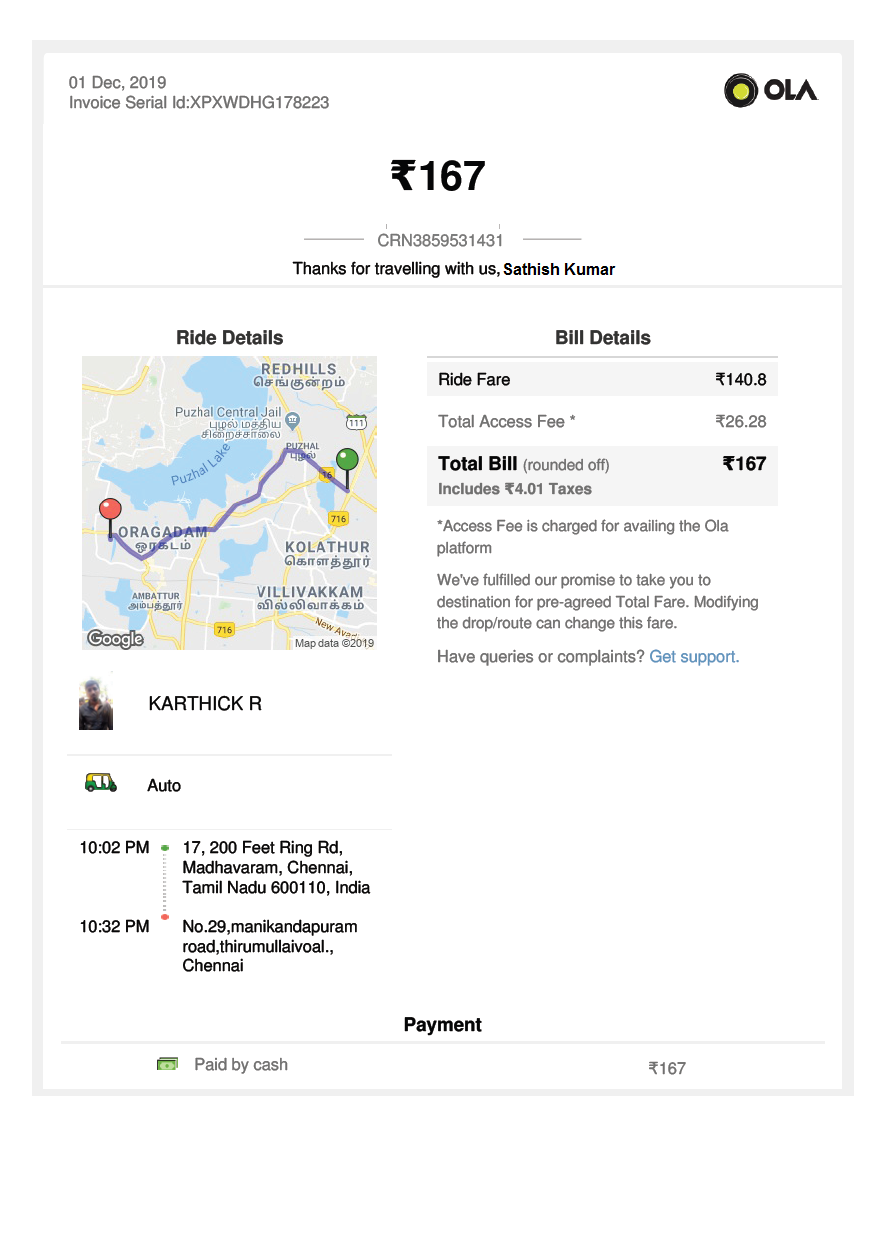 01 Dec, 2019
Invoice Serial Id:XPXWDHG178223
OLA
₹167
CRN3859531431
Thanks for travelling with us, Sathish Kumar
Ride Details
REDHILLS
செங்குன்றம்
Puzhal Central Jail
புழல் மத்திய
சிறைச்சாலை
111
PUZHAL
புழல்
Puzhal Lake
16
716
ORAGADAM
ஒரகடம்
KOLATHUR
கொளத்தூர்
AMBATTUR
அம்பத்தூர்
VILLIVAKKAM
வில்லிவாக்கம்
716
New Avad
Google
Map data ©2019
KARTHICK R
Auto
10:02 PM 17, 200 Feet Ring Rd,
Madhavaram, Chennai,
Tamil Nadu 600110, India
10:32 PM No.29,manikandapuram
road,thirumullaivoal.,
Chennai
Bill Details
Ride Fare ₹140.8
Total Access Fee * ₹26.28
Total Bill (rounded off) ₹167
Includes ₹4.01 Taxes
*Access Fee is charged for availing the Ola
platform
We've fulfilled our promise to take you to
destination for pre-agreed Total Fare. Modifying
the drop/route can change this fare.
Have queries or complaints? Get support.
Payment
Paid by cash ₹167